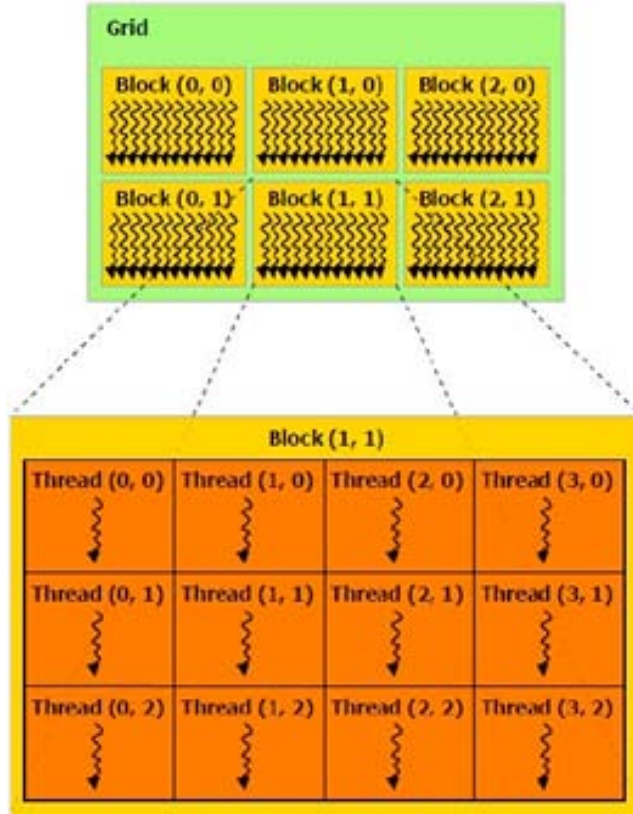 Grid
Block (0, 0) Block (1, 0) Block (2, 0)
Block (0, 1) Block (1, 1) Block (2, 1)
Block (1, 1)
Thread (0, 0) Thread (1, 0) Thread (2, 0) Thread (3, 0)
Thread (0, 1) Thread (1, 1) Thread (2, 1) Thread (3, 1)
Thread (0, 2) Thread (1, 2) Thread (2, 2) Thread (3, 2)